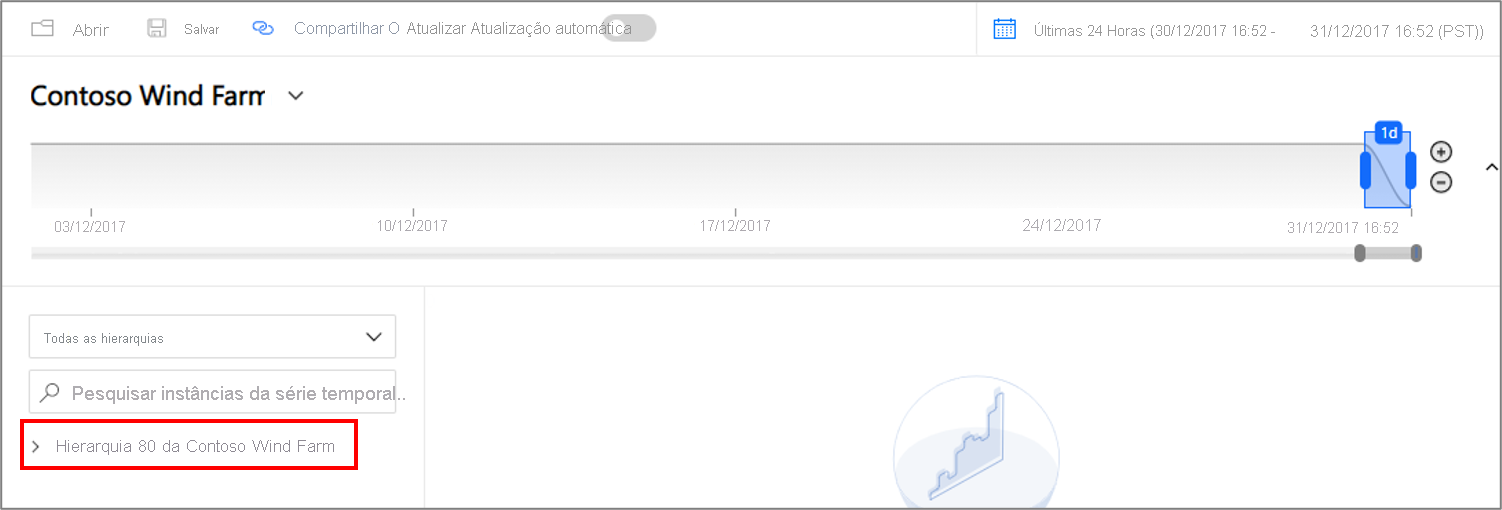 Abrir Salvar Compartilhar O Atualizar Atualização automática Últimas 24 Horas (30/12/2017 16:52 - 31/12/2017 16:52 (PST))
Contoso Wind Farm
1d
03/12/2017 10/12/2017 17/12/2017 24/12/2017 31/12/2017 16:52
Todas as hierarquias
Pesquisar instâncias da série temporal..
Hierarquia 80 da Contoso Wind Farm